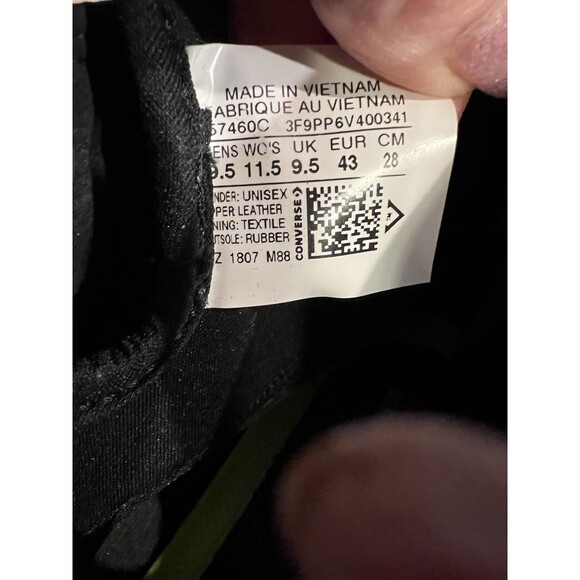 MADE IN VIETNAM
FABRIQUE AU VIETNAM
57460C 3F9PP6V400341
ENS WO'S UK EUR CM
9.5 11.5 9.5 43 28
NDER: UNISEX
PPER: LEATHER
NING: TEXTILE
UTSOLE: RUBBER
Z 1807 M88
CONVERSE